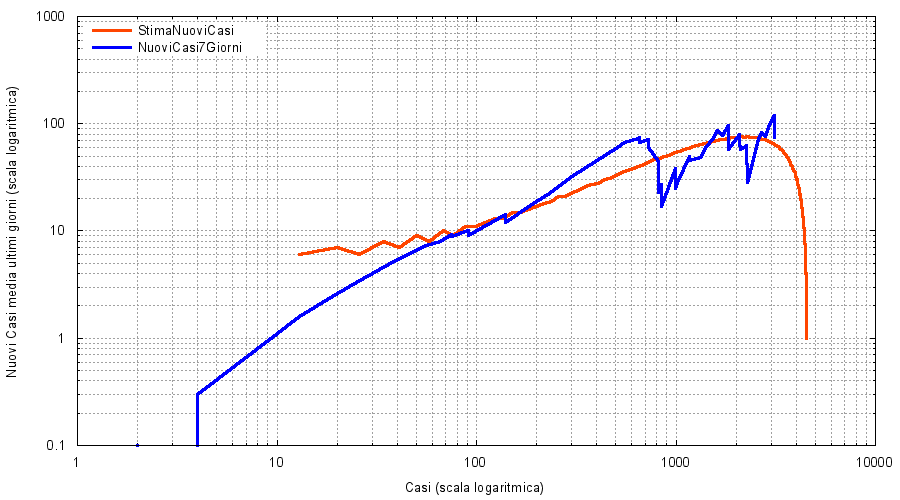 1000
StimaNuoviCasi
NuoviCasi7Giorni
100
10
1
0.1
Nuovi Casi media ultimi giorni (scala logaritmica)
1
10
100
1000
10000
Casi (scala logaritmica)